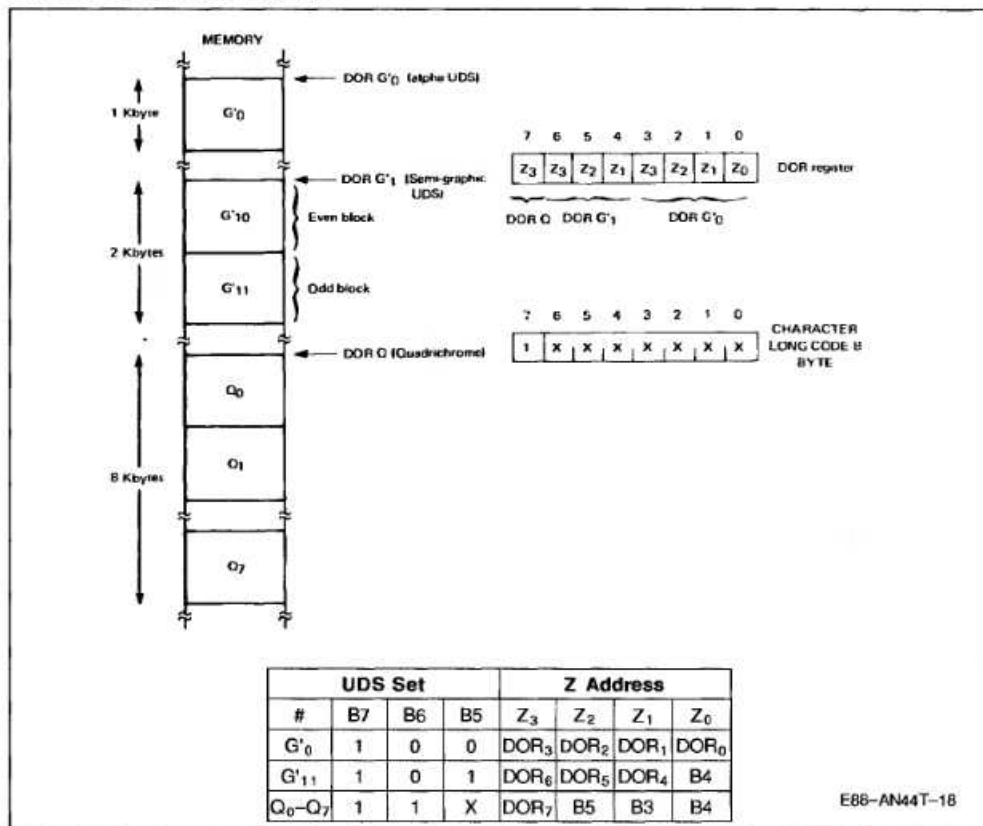 MEMORY
DOR G'0 (alpha UDS)
1 Kbyte
G'0
7 6 5 4 3 2 1 0
Z3 Z3 Z2 Z1 Z3 Z2 Z1 Z0 DOR register
DOR Q DOR G'1 DOR G'0
DOR G'1 (Semi-graphic UDS)
G'10
Even block
2 Kbytes
G'11
Odd block
7 6 5 4 3 2 1 0
1 X X X X X X X
CHARACTER
LONG CODE B
BYTE
DOR Q (Quadrichrome)
Q0
Q1
8 Kbytes
Q7
UDS Set Z Address
# B7 B6 B5 Z3 Z2 Z1 Z0
G'0 1 0 0 DOR3 DOR2 DOR1 DOR0
G'11 1 0 1 DOR6 DOR5 DOR4 B4
Q0–Q7 1 1 X DOR7 B5 B3 B4
E88–AN44T–18